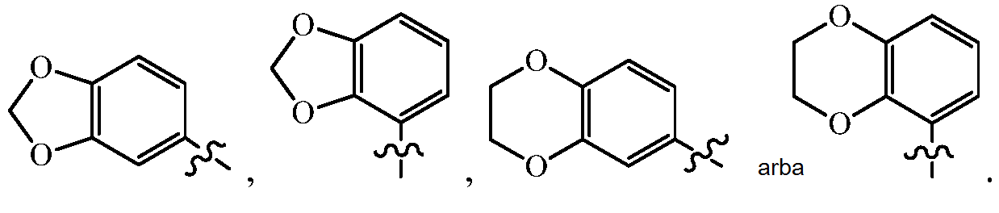 O O , O O , O O arba O O .